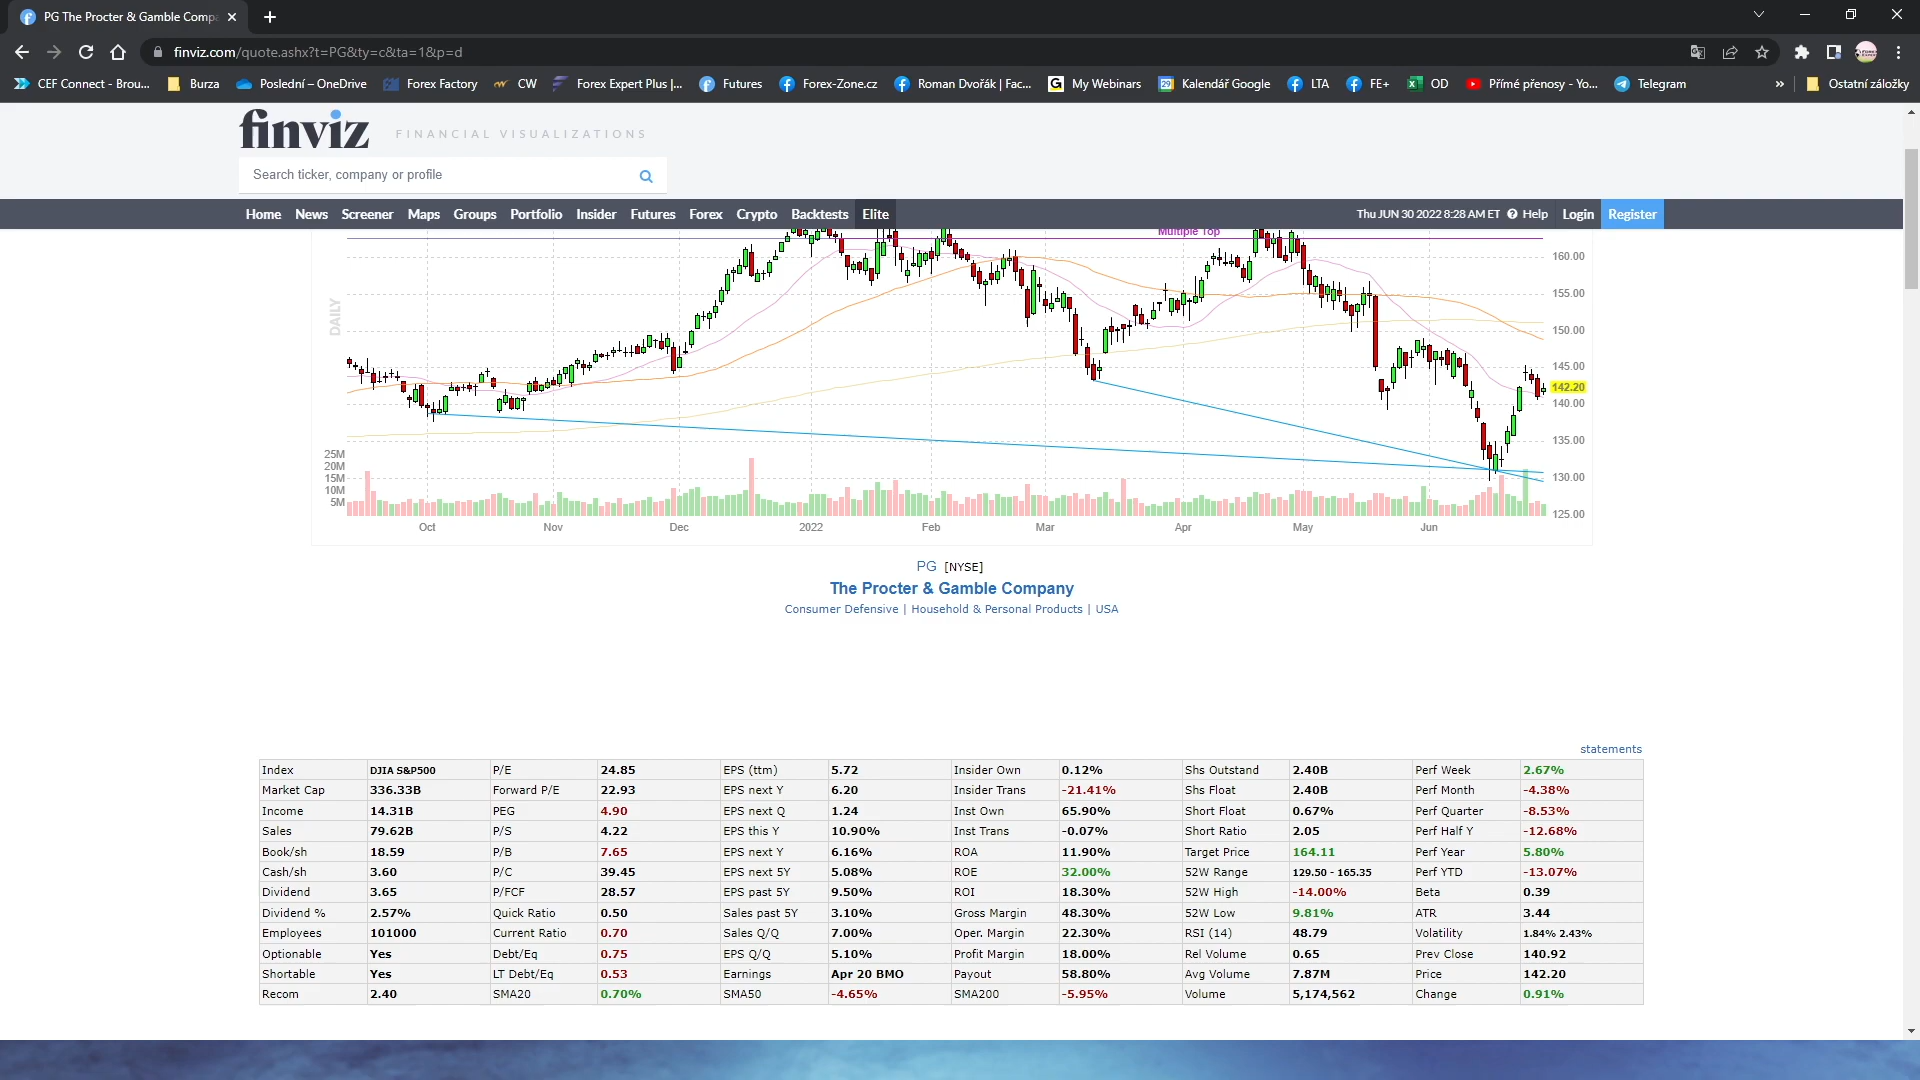 PG The Procter & Gamble Comp
finviz.com/quote.ashx?t=PG&ty=c&ta=1&p=d
CEF Connect - Brou... Burza Poslední – OneDrive Forex Factory CW Forex Expert Plus |... Futures Forex-Zone.cz Roman Dvořák | Fac... My Webinars Kalendář Google LTA FE+ OD Přímé přenosy - Yo... Telegram » Ostatní záložky
finviz FINANCIAL VISUALIZATIONS
Search ticker, company or profile
Home News Screener Maps Groups Portfolio Insider Futures Forex Crypto Backtests Elite Thu JUN 30 2022 8:28 AM ET Help Login Register
Multiple Top
DAILY
160.00
155.00
150.00
145.00
142.20
140.00
135.00
130.00
125.00
25M
20M
15M
10M
5M
Oct Nov Dec 2022 Feb Mar Apr May Jun
PG [NYSE]
The Procter & Gamble Company
Consumer Defensive | Household & Personal Products | USA
statements
Index DJIA S&P500 P/E 24.85 EPS (ttm) 5.72 Insider Own 0.12% Shs Outstand 2.40B Perf Week 2.67%
Market Cap 336.33B Forward P/E 22.93 EPS next Y 6.20 Insider Trans -21.41% Shs Float 2.40B Perf Month -4.38%
Income 14.31B PEG 4.90 EPS next Q 1.24 Inst Own 65.90% Short Float 0.67% Perf Quarter -8.53%
Sales 79.62B P/S 4.22 EPS this Y 10.90% Inst Trans -0.07% Short Ratio 2.05 Perf Half Y -12.68%
Book/sh 18.59 P/B 7.65 EPS next Y 6.16% ROA 11.90% Target Price 164.11 Perf Year 5.80%
Cash/sh 3.60 P/C 39.45 EPS next 5Y 5.08% ROE 32.00% 52W Range 129.50 - 165.35 Perf YTD -13.07%
Dividend 3.65 P/FCF 28.57 EPS past 5Y 9.50% ROI 18.30% 52W High -14.00% Beta 0.39
Dividend % 2.57% Quick Ratio 0.50 Sales past 5Y 3.10% Gross Margin 48.30% 52W Low 9.81% ATR 3.44
Employees 101000 Current Ratio 0.70 Sales Q/Q 7.00% Oper. Margin 22.30% RSI (14) 48.79 Volatility 1.84% 2.43%
Optionable Yes Debt/Eq 0.75 EPS Q/Q 5.10% Profit Margin 18.00% Rel Volume 0.65 Prev Close 140.92
Shortable Yes LT Debt/Eq 0.53 Earnings Apr 20 BMO Payout 58.80% Avg Volume 7.87M Price 142.20
Recom 2.40 SMA20 0.70% SMA50 -4.65% SMA200 -5.95% Volume 5,174,562 Change 0.91%